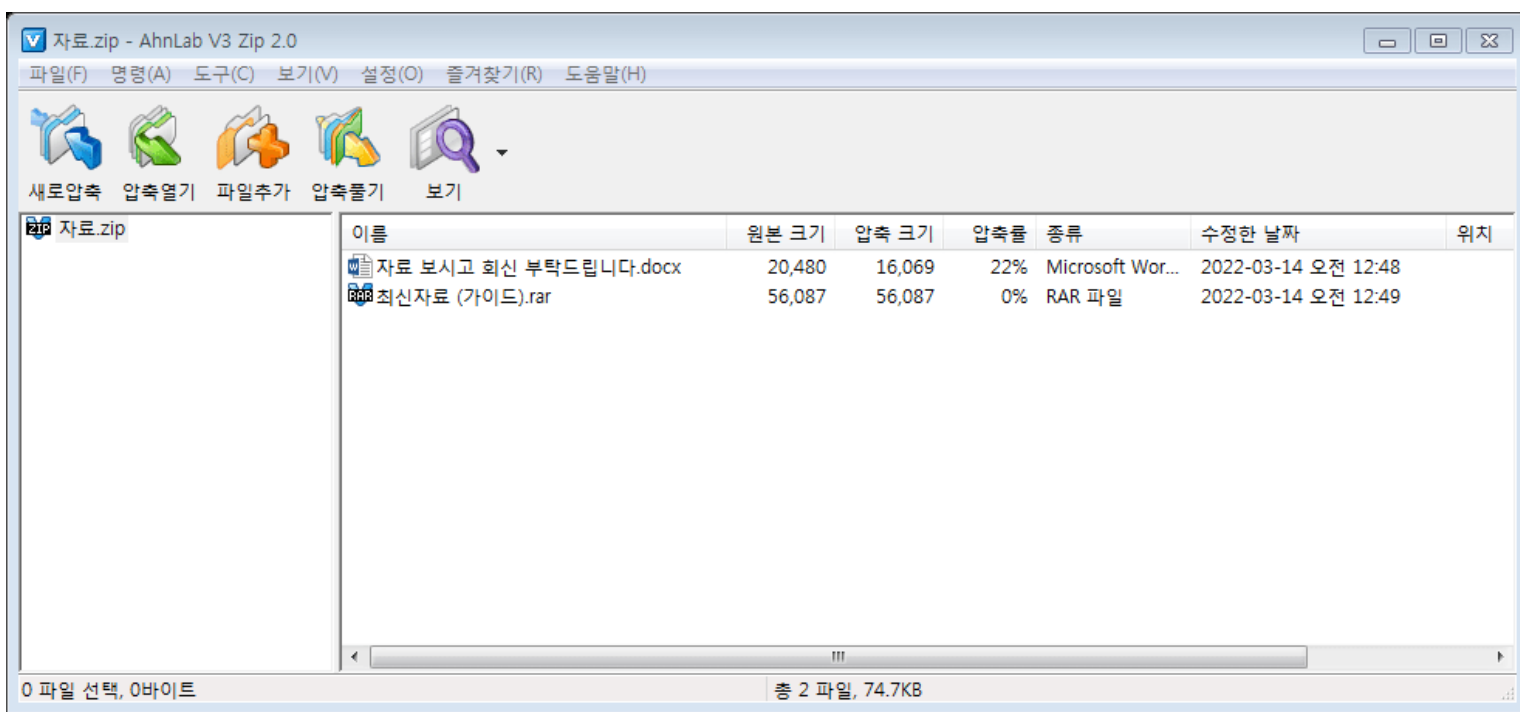 자료.zip - AhnLab V3 Zip 2.0
파일(F) 명령(A) 도구(C) 보기(V) 설정(O) 즐겨찾기(R) 도움말(H)
새로압축 압축열기 파일추가 압축풀기 보기
자료.zip
이름 원본 크기 압축 크기 압축률 종류 수정한 날짜 위치
자료 보시고 회신 부탁드립니다.docx 20,480 16,069 22% Microsoft Wor... 2022-03-14 오전 12:48
최신자료 (가이드).rar 56,087 56,087 0% RAR 파일 2022-03-14 오전 12:49
0 파일 선택, 0바이트 총 2 파일, 74.7KB